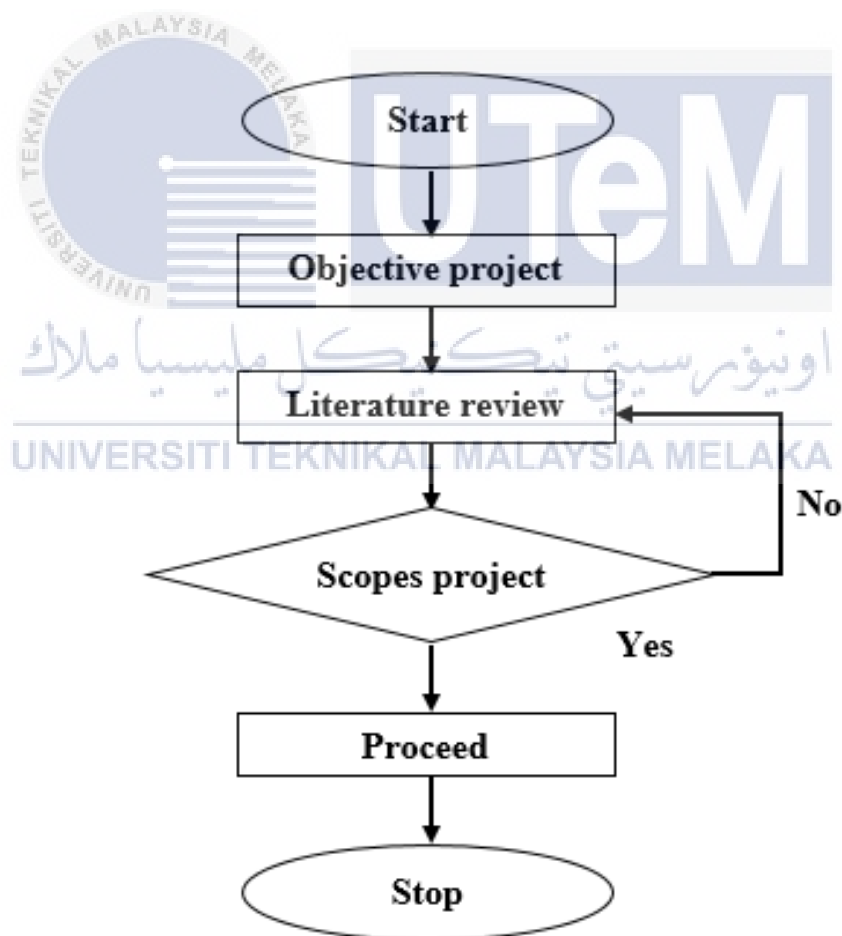 UNIVERSITI TEKNIKAL MALAYSIA MELAKA
UTeM
اونيورسيتي تيكنيكل مليسيا ملاك
UNIVERSITI TEKNIKAL MALAYSIA MELAKA
Start
Objective project
Literature review
No
Scopes project
Yes
Proceed
Stop